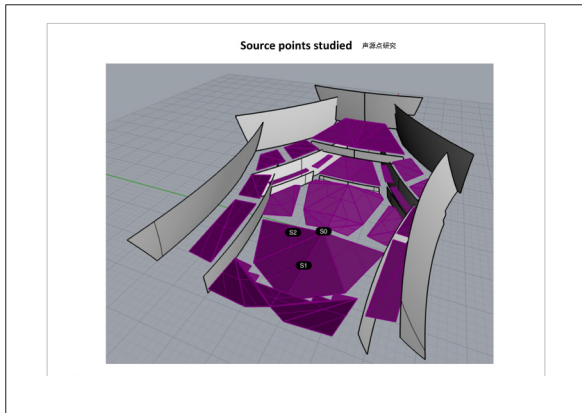 Source points studied 声源点研究
S2 S0
S1